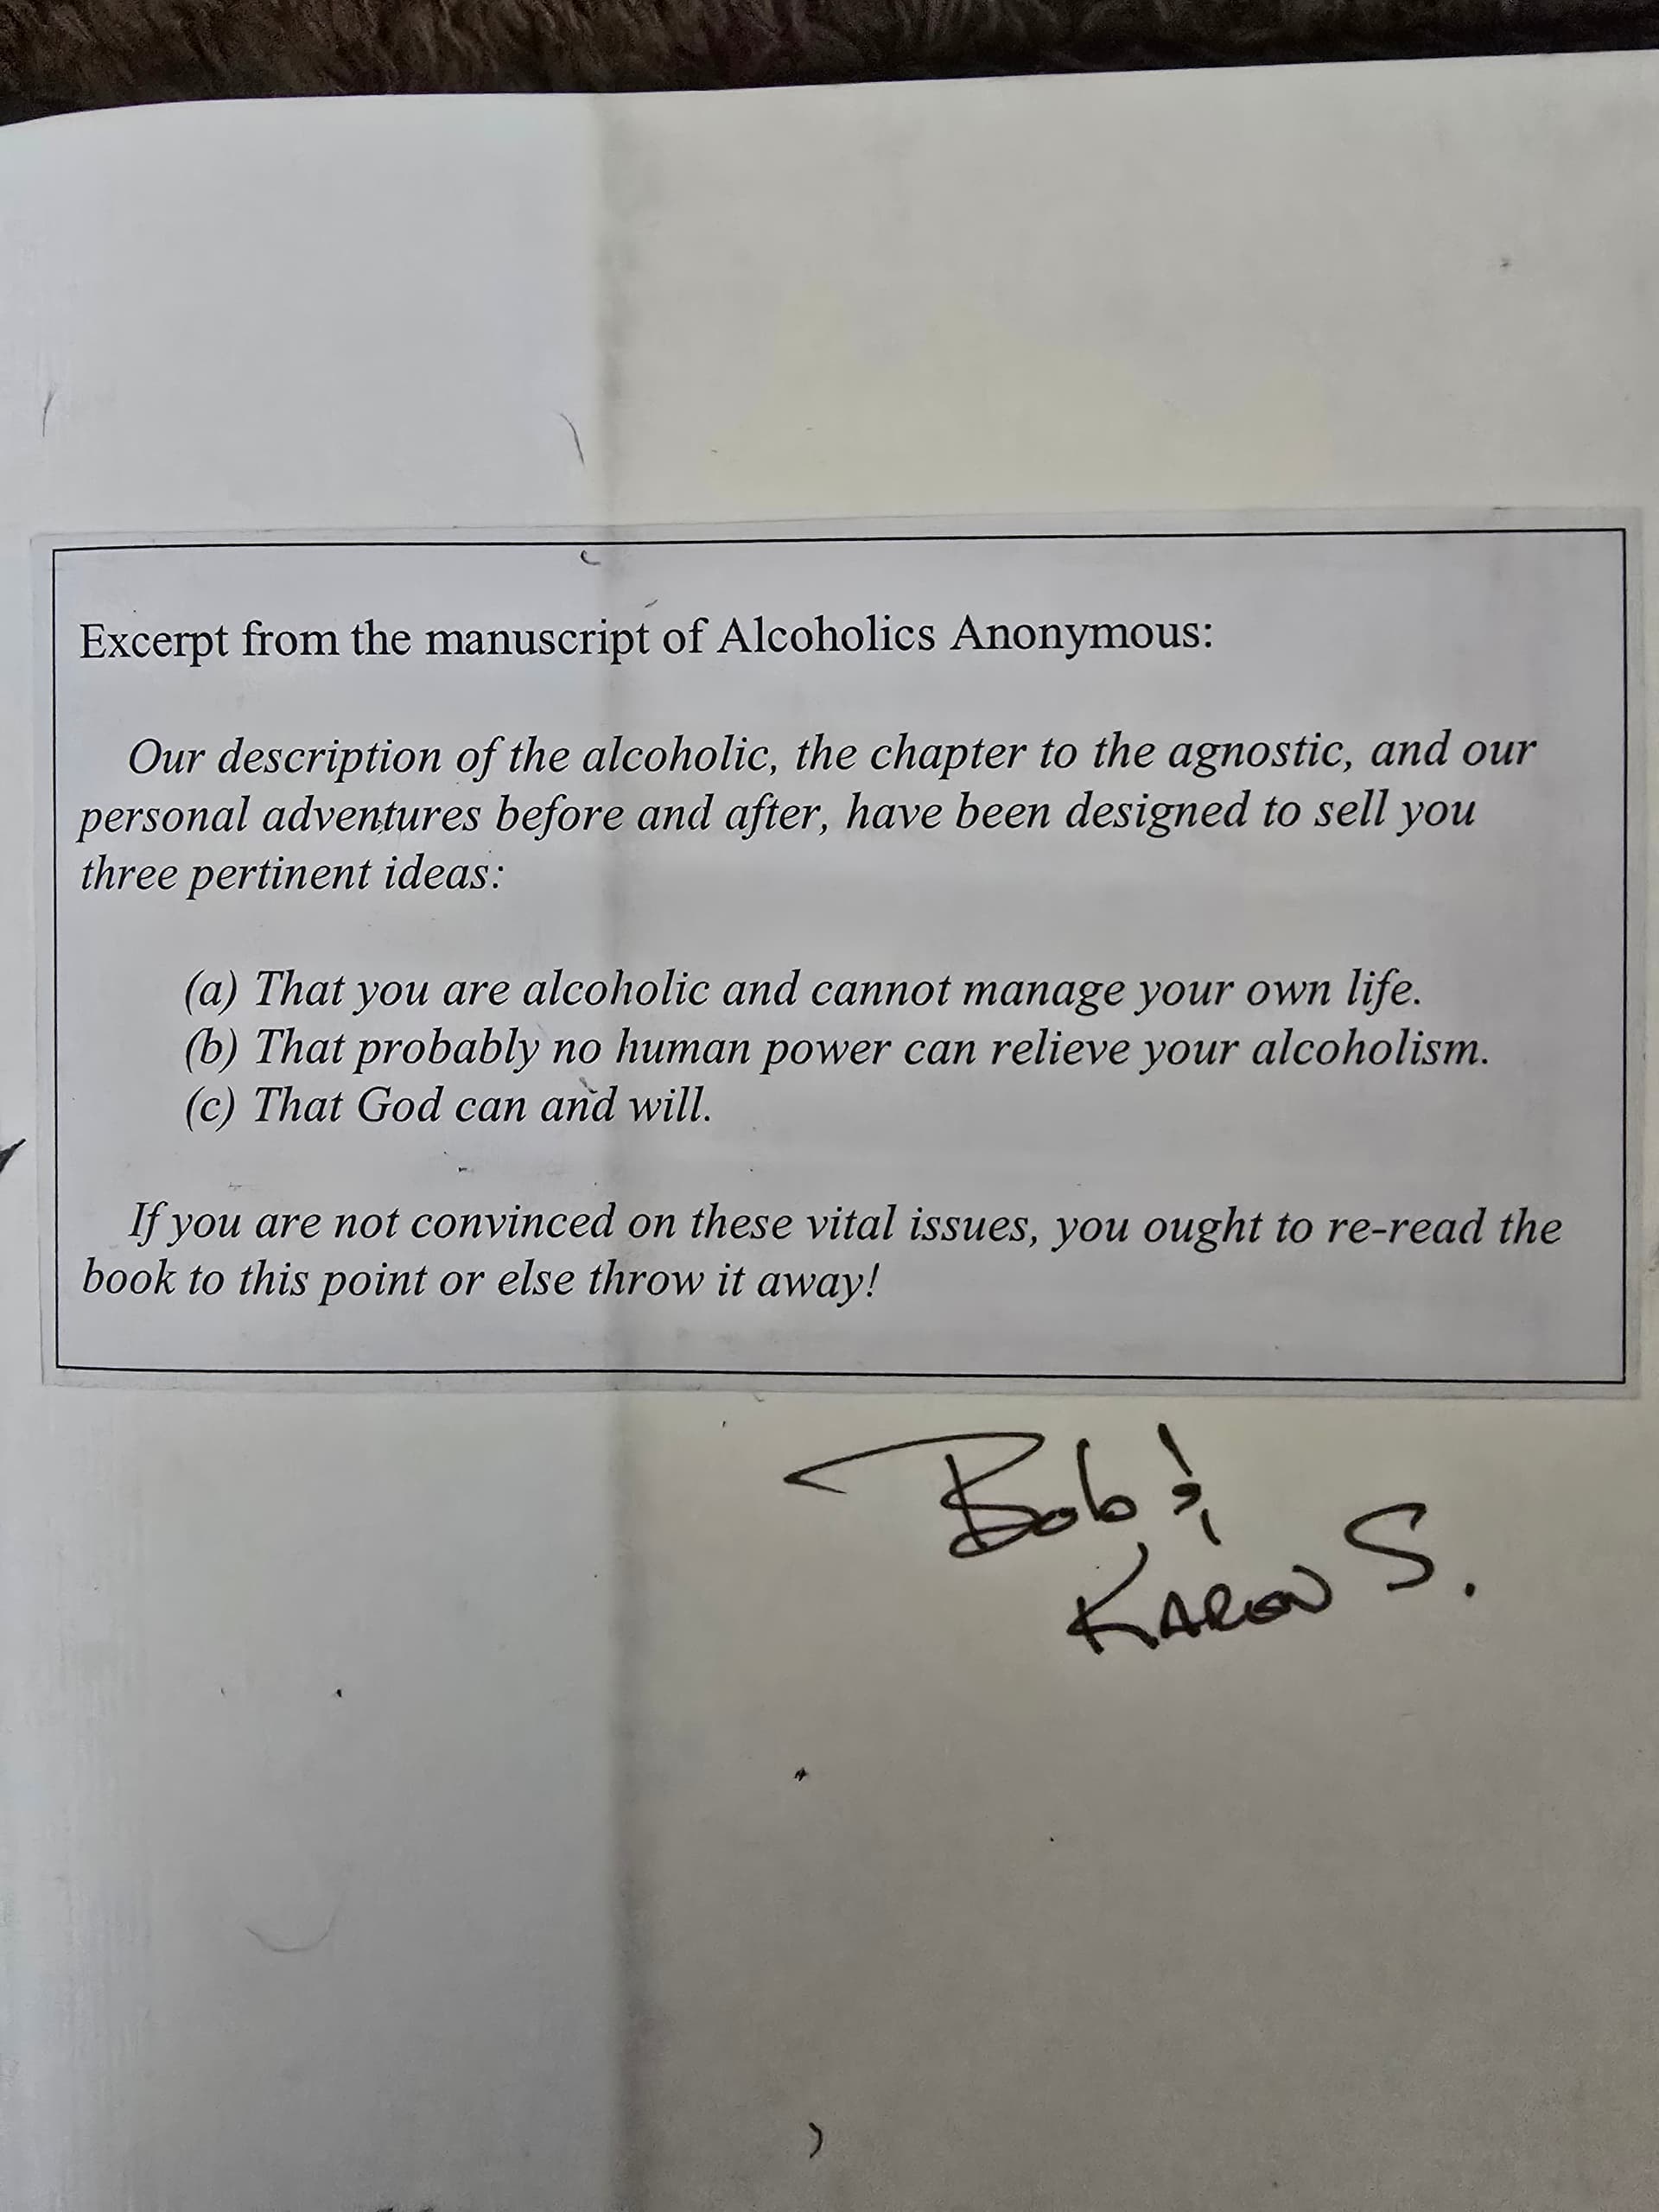 Excerpt from the manuscript of Alcoholics Anonymous:
Our description of the alcoholic, the chapter to the agnostic, and our
personal adventures before and after, have been designed to sell you
three pertinent ideas:
(a) That you are alcoholic and cannot manage your own life.
(b) That probably no human power can relieve your alcoholism.
(c) That God can and will.
If you are not convinced on these vital issues, you ought to re-read the
book to this point or else throw it away!
Bob &
KAREN S.